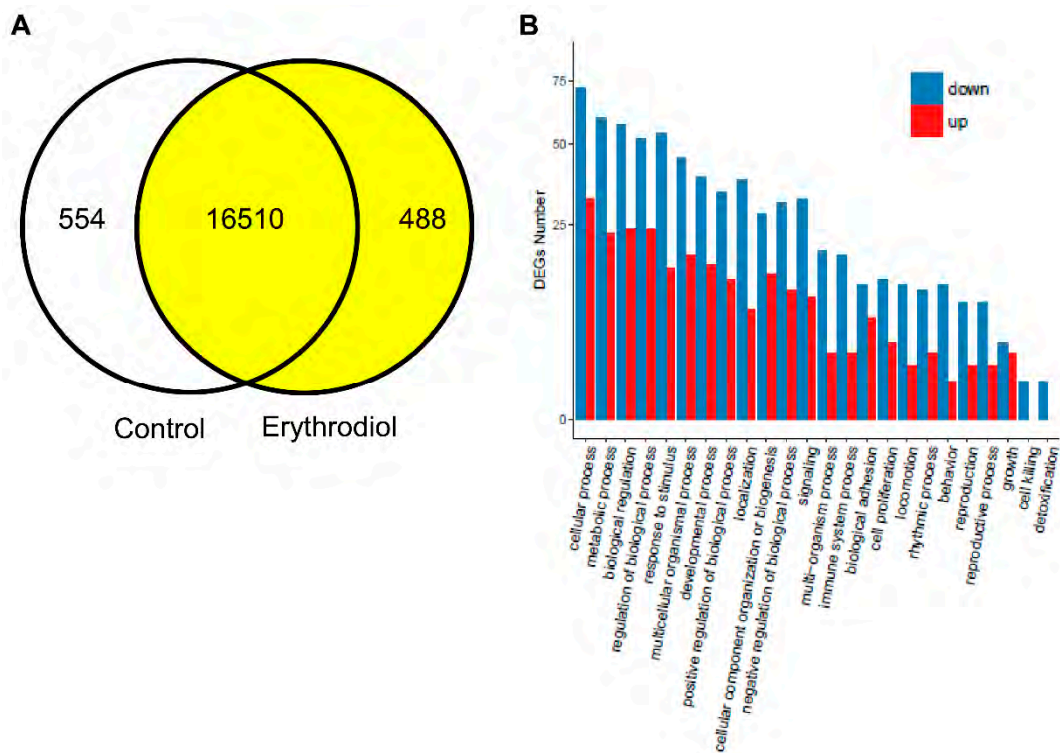 A
554
16510
488
Control
Erythrodiol
B
down
up
DEGs Number
75
50
25
0
cellular process
metabolic process
biological regulation
regulation of biological process
response to stimulus
multicellular organismal process
developmental process
positive regulation of biological process
localization
cellular component organization or biogenesis
negative regulation of biological process
signaling
multi−organism process
immune system process
biological adhesion
cell proliferation
locomotion
rhythmic process
behavior
reproduction
reproductive process
growth
cell killing
detoxification